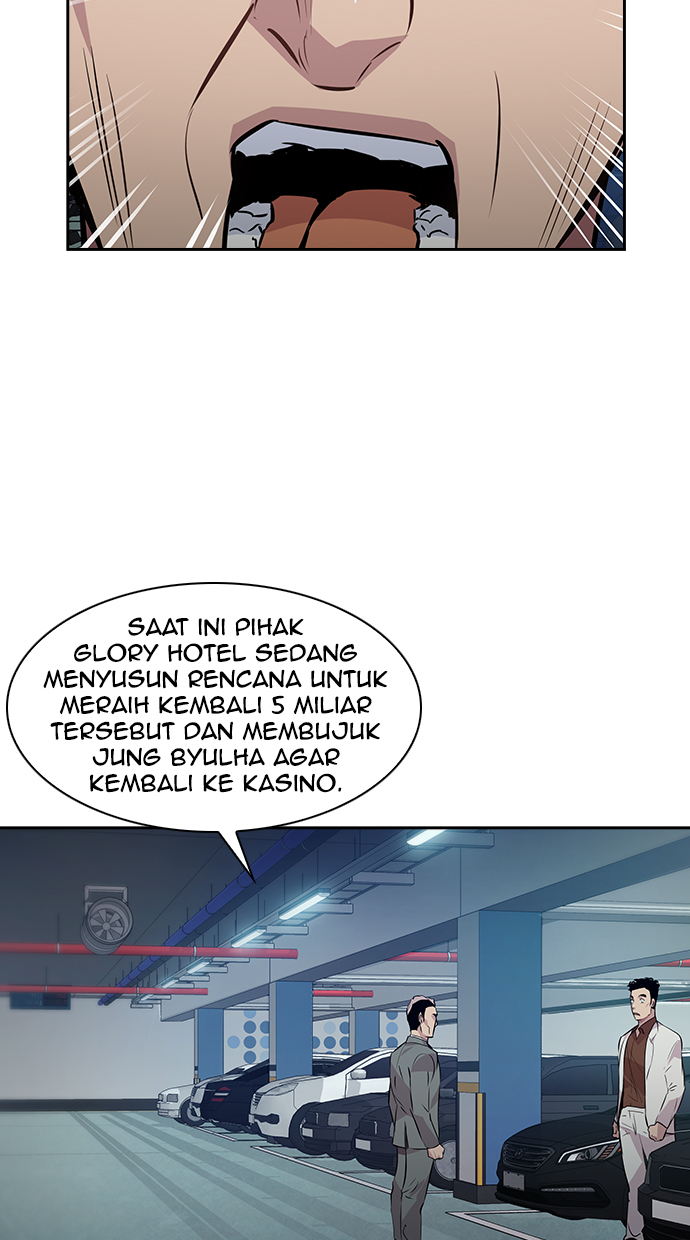 SAAT INI PIHAK
GLORY HOTEL SEDANG
MENYUSUN RENCANA UNTUK
MERAIH KEMBALI 5 MILIAR
TERSEBUT DAN MEMBUJUK
JUNG BYULHA AGAR
KEMBALI KE KASINO.